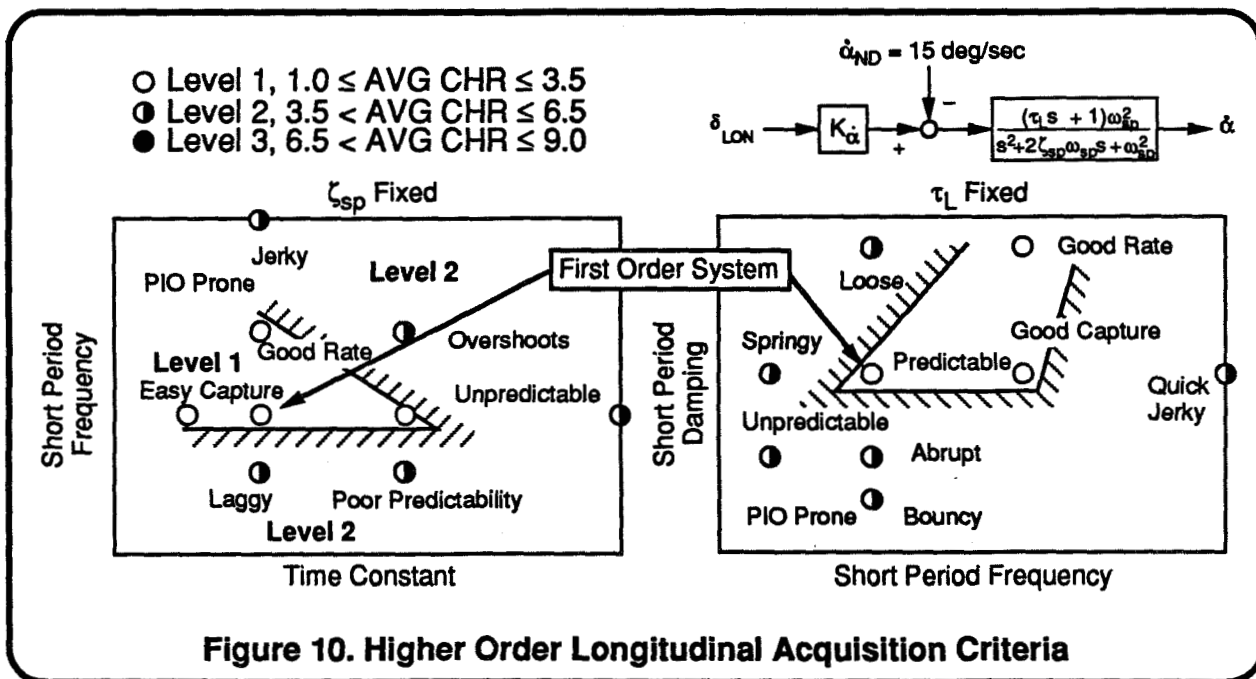 Level 1, 1.0 ≤ AVG CHR ≤ 3.5
Level 2, 3.5 < AVG CHR ≤ 6.5
Level 3, 6.5 < AVG CHR ≤ 9.0
α̇ND = 15 deg/sec
δLON
Kα̇
+
−
(τLs + 1)ω²sp
s²+2ζspωsps+ω²sp
α̇
ζsp Fixed
Jerky
PIO Prone
Level 2
Level 1
Good Rate
Overshoots
Easy Capture
Unpredictable
Laggy
Poor Predictability
Level 2
Short Period
Frequency
Time Constant
First Order System
τL Fixed
Good Rate
Loose
Good Capture
Springy
Predictable
Quick
Jerky
Unpredictable
Abrupt
PIO Prone
Bouncy
Short Period
Damping
Short Period Frequency
Figure 10. Higher Order Longitudinal Acquisition Criteria